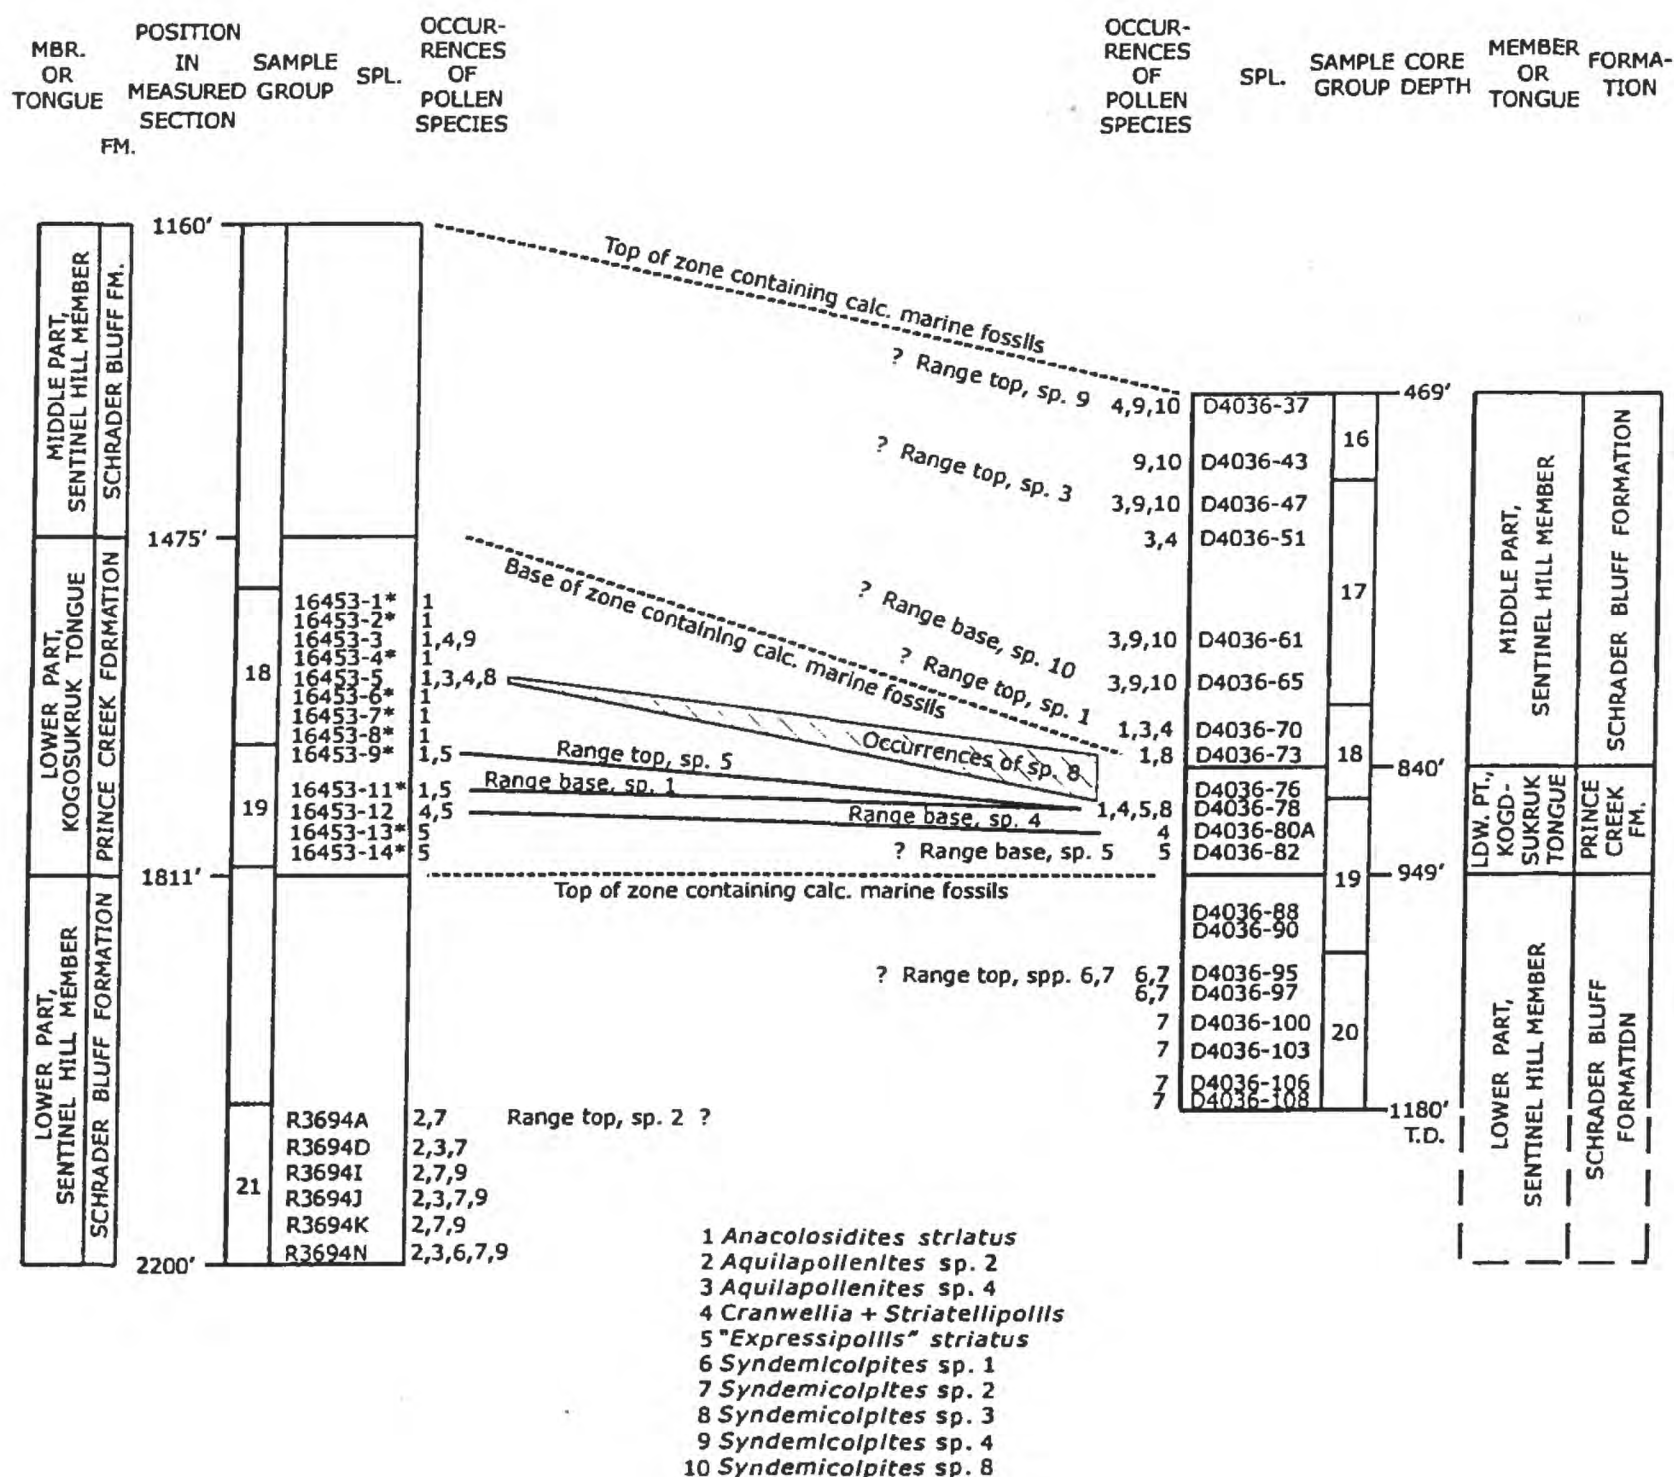 MBR.
OR
TONGUE
FM.
POSITION
IN
MEASURED
SECTION
SAMPLE
GROUP
SPL.
OCCUR-
RENCES
OF
POLLEN
SPECIES
OCCUR-
RENCES
OF
POLLEN
SPECIES
SPL.
SAMPLE
GROUP
CORE
DEPTH
MEMBER
OR
TONGUE
FORMA-
TION
MIDDLE PART,
SENTINEL HILL MEMBER
SCHRADER BLUFF FM.
LOWER PART,
KOGOSUKRUK TONGUE
PRINCE CREEK FORMATION
LOWER PART,
SENTINEL HILL MEMBER
SCHRADER BLUFF FORMATION
1160'
1475'
1811'
2200'
18
19
21
16453-1* 1
16453-2* 1
16453-3 1,4,9
16453-4* 1
16453-5 1,3,4,8
16453-6* 1
16453-7* 1
16453-8* 1
16453-9* 1,5
16453-11* 1,5
16453-12 4,5
16453-13* 5
16453-14* 5
R3694A 2,7
R3694D 2,3,7
R3694I 2,7,9
R3694J 2,3,7,9
R3694K 2,7,9
R3694N 2,3,6,7,9
Top of zone containing calc. marine fossils
? Range top, sp. 9
? Range top, sp. 3
? Range base, sp. 10
? Range top, sp. 1
Base of zone containing calc. marine fossils
Occurrences of sp. 8
Range top, sp. 5
Range base, sp. 1
Range base, sp. 4
? Range base, sp. 5
Top of zone containing calc. marine fossils
? Range top, spp. 6,7
Range top, sp. 2 ?
4,9,10 D4036-37
9,10 D4036-43
3,9,10 D4036-47
3,4 D4036-51
3,9,10 D4036-61
3,9,10 D4036-65
1,3,4 D4036-70
1,8 D4036-73
D4036-76
1,4,5,8 D4036-78
4 D4036-80A
5 D4036-82
D4036-88
D4036-90
6,7 D4036-95
6,7 D4036-97
7 D4036-100
7 D4036-103
7 D4036-106
7 D4036-108
16
17
18
19
20
469'
840'
949'
1180'
T.D.
MIDDLE PART,
SENTINEL HILL MEMBER
SCHRADER BLUFF FORMATION
LDW. PT.,
KOGD-
SUKRUK
TONGUE
PRINCE
CREEK
FM.
LOWER PART,
SENTINEL HILL MEMBER
SCHRADER BLUFF
FORMATION
1 Anacolosidites striatus
2 Aquilapollenites sp. 2
3 Aquilapollenites sp. 4
4 Cranwellia + Striatellipollis
5 "Expressipollis" striatus
6 Syndemicolpites sp. 1
7 Syndemicolpites sp. 2
8 Syndemicolpites sp. 3
9 Syndemicolpites sp. 4
10 Syndemicolpites sp. 8